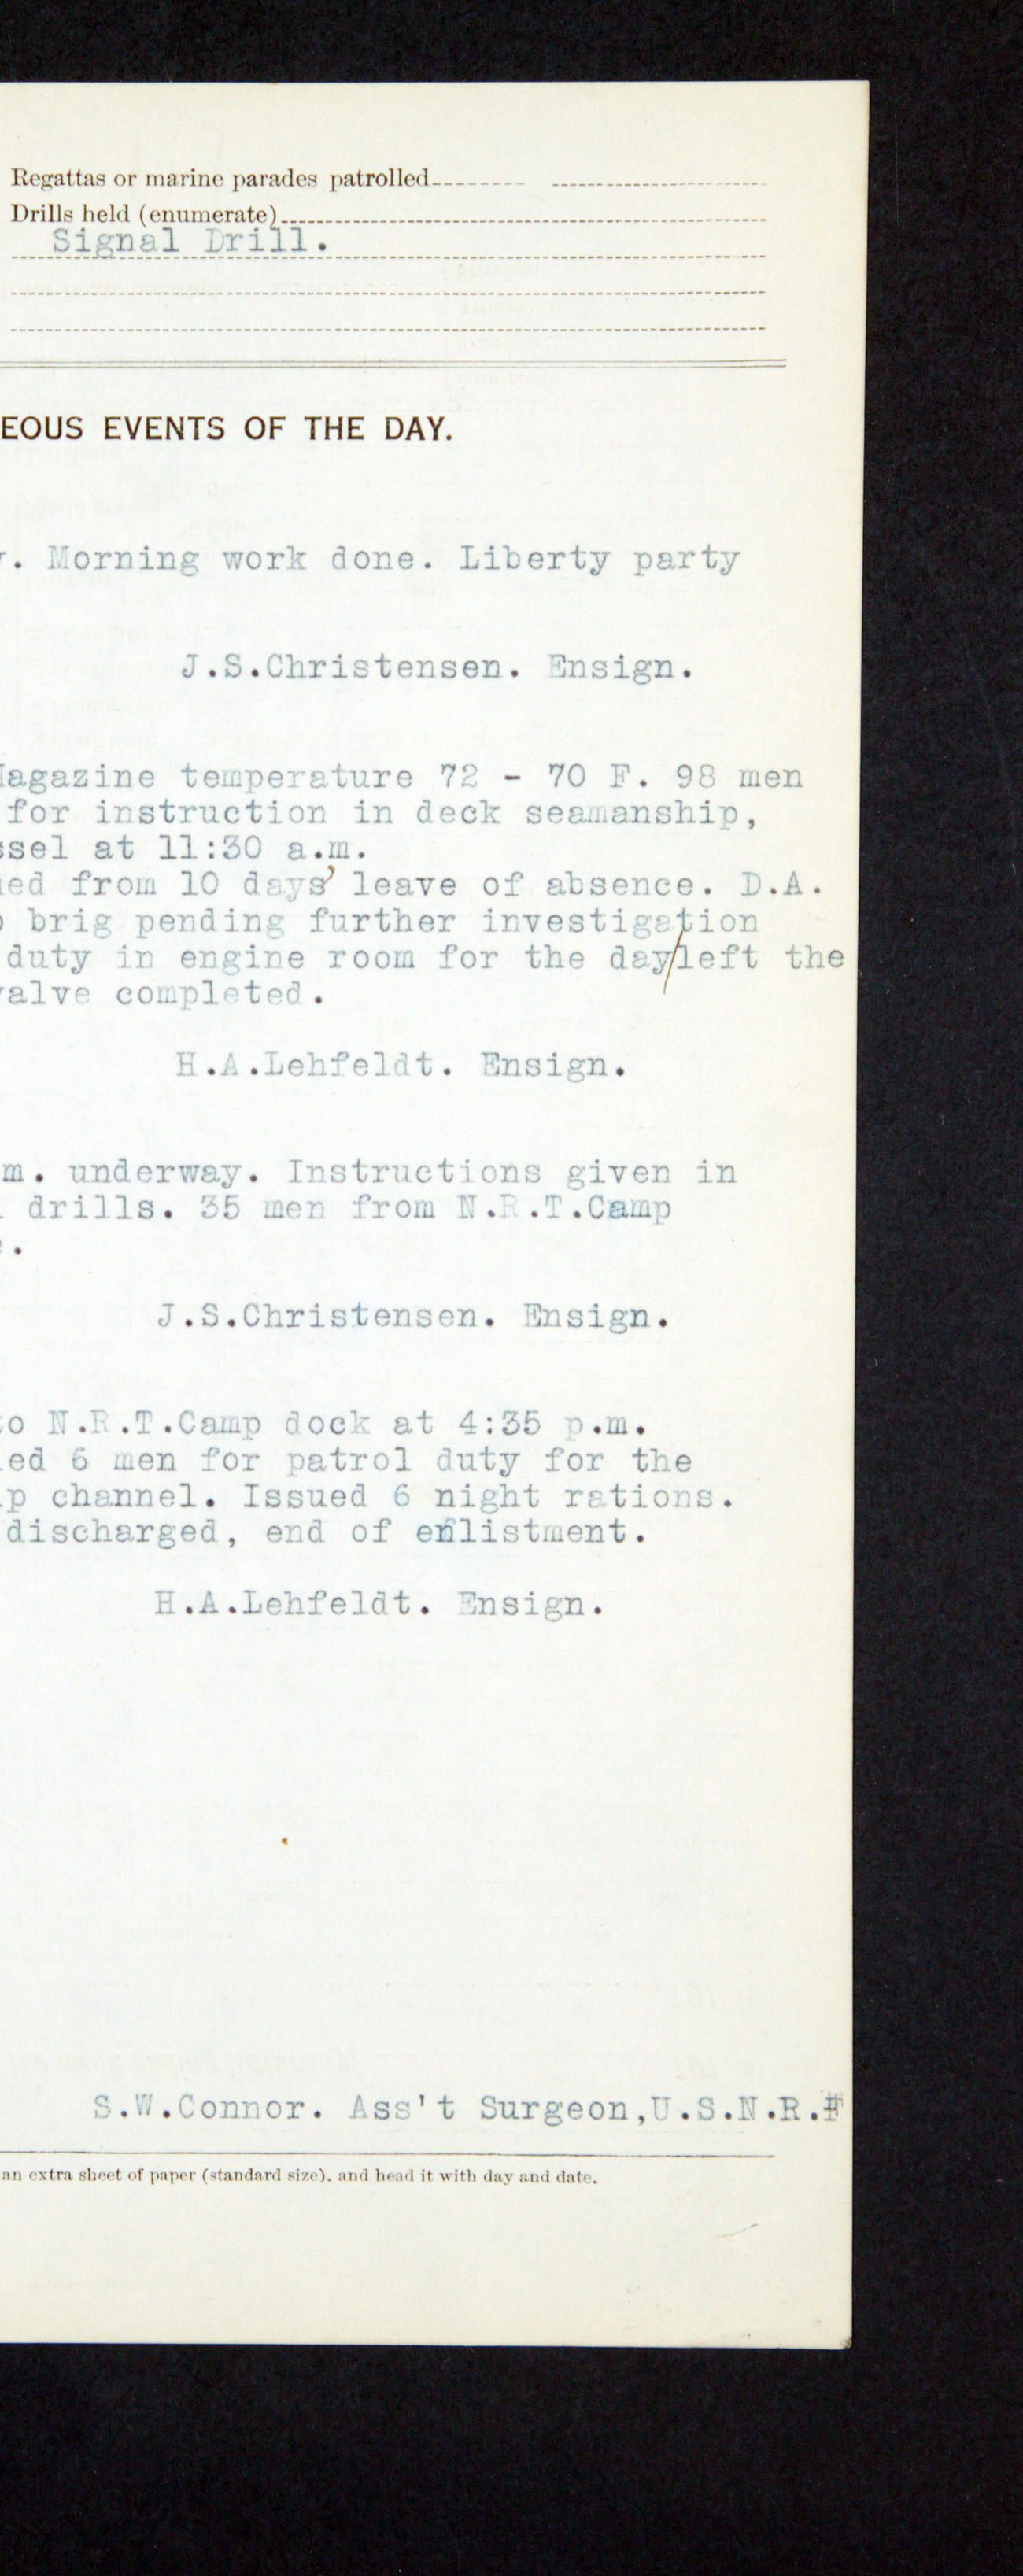 Regattas or marine parades patrolled
Drills held (enumerate)
Signal Drill.
EOUS EVENTS OF THE DAY.
. Morning work done. Liberty party
J.S.Christensen. Ensign.
Magazine temperature 72 - 70 F. 98 men
for instruction in deck seamanship,
ssel at 11:30 a.m.
ed from 10 days' leave of absence. D.A.
brig pending further investigation
duty in engine room for the day/left the
valve completed.
H.A.Lehfeldt. Ensign.
m. underway. Instructions given in
drills. 35 men from N.R.T.Camp
.
J.S.Christensen. Ensign.
to N.R.T.Camp dock at 4:35 p.m.
ed 6 men for patrol duty for the
p channel. Issued 6 night rations.
discharged, end of enlistment.
H.A.Lehfeldt. Ensign.
S.W.Connor. Ass't Surgeon,U.S.N.R.F
an extra sheet of paper (standard size), and head it with day and date.